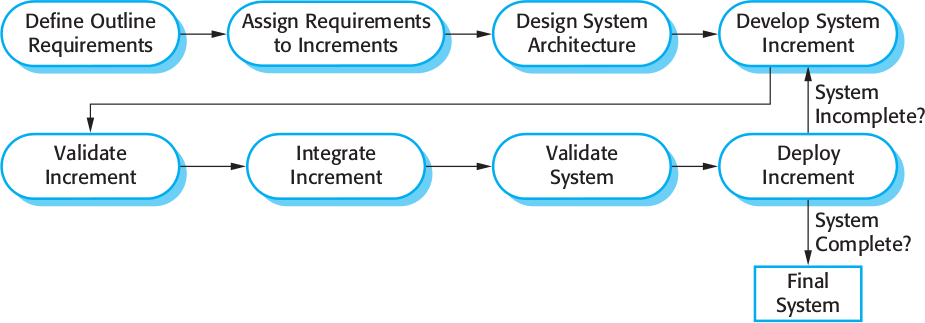 Define Outline
Requirements
Assign Requirements
to Increments
Design System
Architecture
Develop System
Increment
System
Incomplete?
Validate
Increment
Integrate
Increment
Validate
System
Deploy
Increment
System
Complete?
Final
System